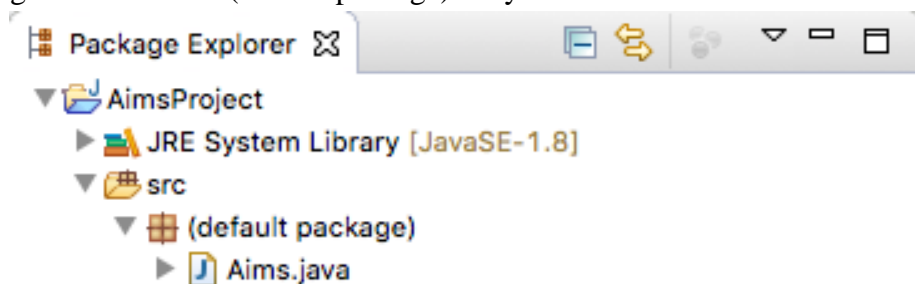 Package Explorer
AimsProject
JRE System Library [JavaSE-1.8]
src
(default package)
Aims.java